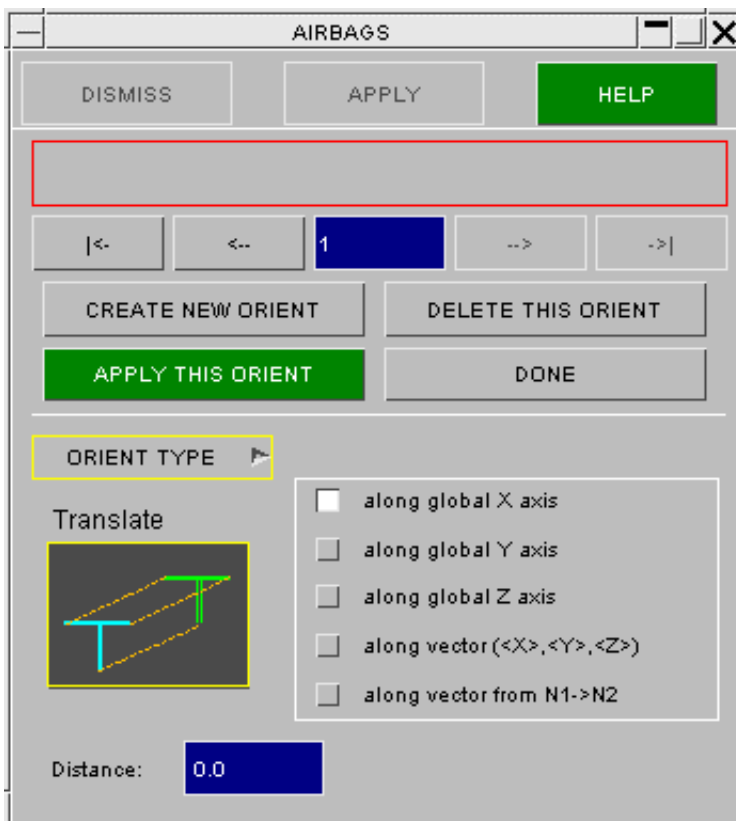 AIRBAGS
DISMISS APPLY HELP
|<- <-- 1 --> ->|
CREATE NEW ORIENT DELETE THIS ORIENT
APPLY THIS ORIENT DONE
ORIENT TYPE
Translate
along global X axis
along global Y axis
along global Z axis
along vector (<X>,<Y>,<Z>)
along vector from N1->N2
Distance: 0.0